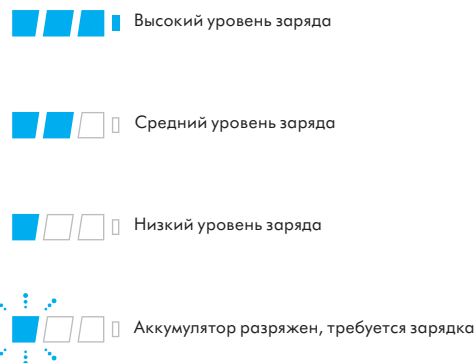 Высокий уровень заряда
Средний уровень заряда
Низкий уровень заряда
Аккумулятор разряжен, требуется зарядка